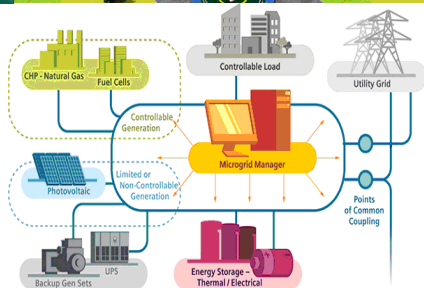 CHP - Natural Gas
Fuel Cells
Controllable Load
Utility Grid
Controllable
Generation
Microgrid Manager
Limited or
Non-Controllable
Generation
Photovoltaic
Points
of Common
Coupling
UPS
Backup Gen Sets
Energy Storage –
Thermal / Electrical